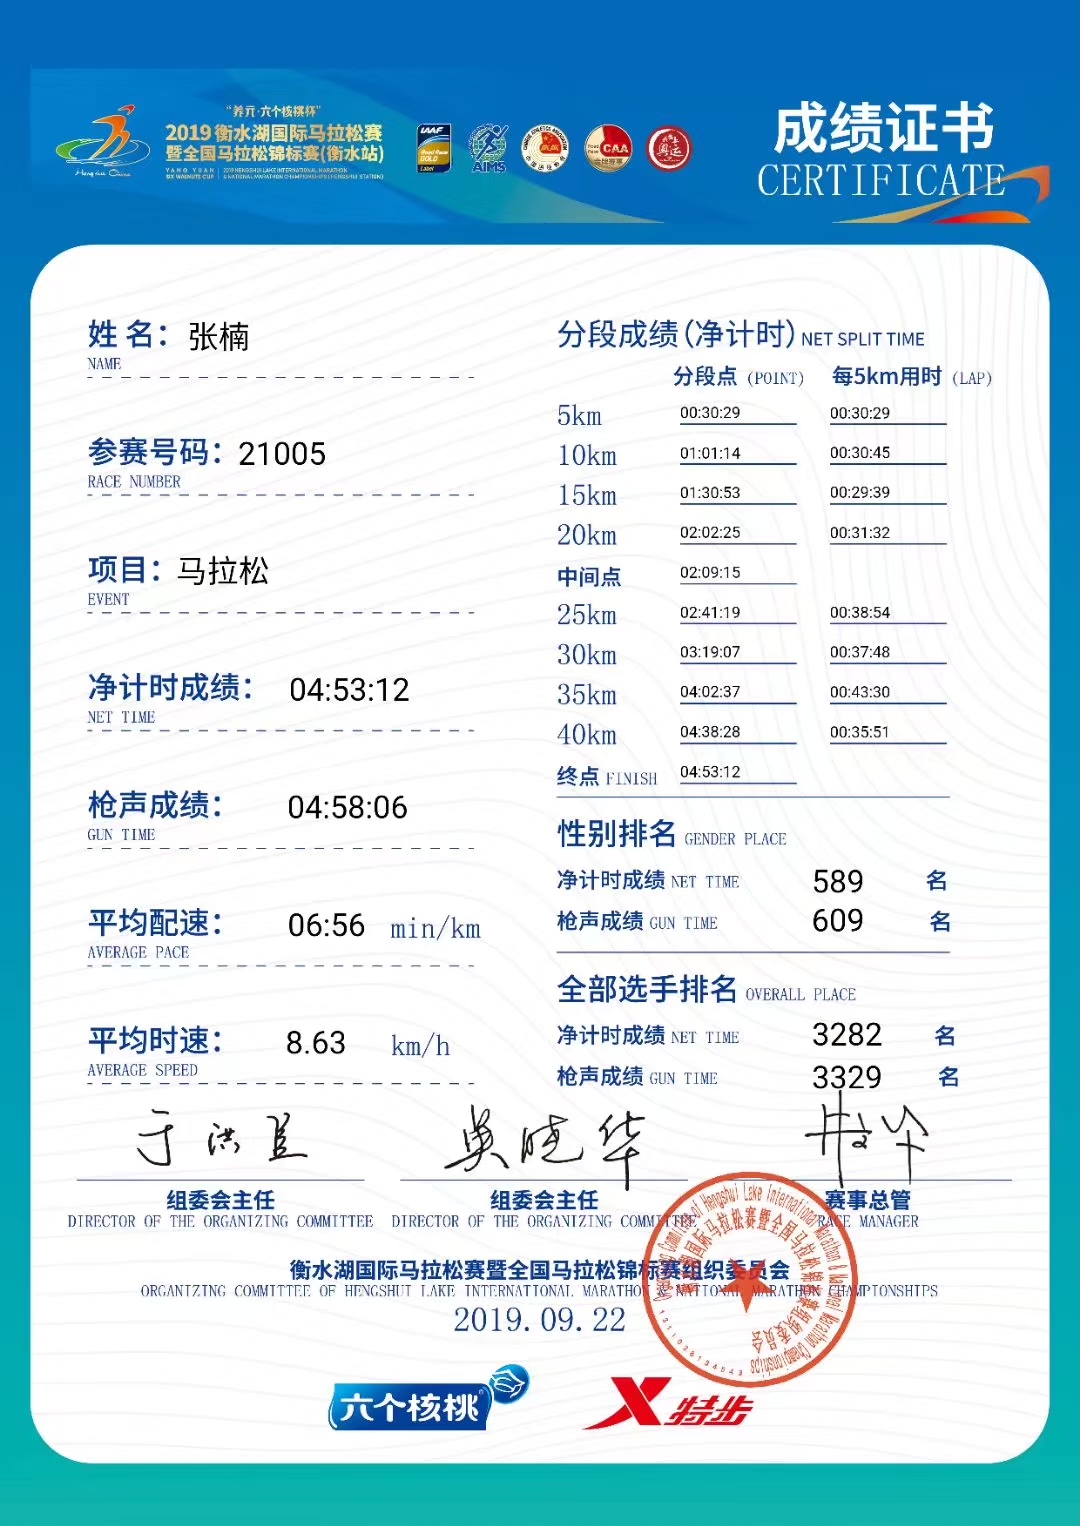 "养元·六个核桃杯"
2019衡水湖国际马拉松赛
暨全国马拉松锦标赛(衡水站)
YANG YUAN SIX WALNUTS CUP
2019 HENGSHUI LAKE INTERNATIONAL MARATHON & NATIONAL MARATHON CHAMPIONSHIPS (HENGSHUI STATION)
Hengshui China
IAAF
Road Race
GOLD
Label
AIMS
CAA
金牌赛事
奥运
成绩证书
CERTIFICATE
姓 名： 张楠
NAME
参赛号码： 21005
RACE NUMBER
项目： 马拉松
EVENT
净计时成绩： 04:53:12
NET TIME
枪声成绩： 04:58:06
GUN TIME
平均配速： 06:56 min/km
AVERAGE PACE
平均时速： 8.63 km/h
AVERAGE SPEED
分段成绩(净计时) NET SPLIT TIME
分段点 (POINT) 每5km用时 (LAP)
5km 00:30:29 00:30:29
10km 01:01:14 00:30:45
15km 01:30:53 00:29:39
20km 02:02:25 00:31:32
中间点 02:09:15
25km 02:41:19 00:38:54
30km 03:19:07 00:37:48
35km 04:02:37 00:43:30
40km 04:38:28 00:35:51
终点 FINISH 04:53:12
性别排名 GENDER PLACE
净计时成绩 NET TIME 589 名
枪声成绩 GUN TIME 609 名
全部选手排名 OVERALL PLACE
净计时成绩 NET TIME 3282 名
枪声成绩 GUN TIME 3329 名
吴晓华
组委会主任 组委会主任 赛事总管
DIRECTOR OF THE ORGANIZING COMMITTEE DIRECTOR OF THE ORGANIZING COMMITTEE RACE MANAGER
衡水湖国际马拉松赛暨全国马拉松锦标赛组织委员会
ORGANIZING COMMITTEE OF HENGSHUI LAKE INTERNATIONAL MARATHON & NATIONAL MARATHON CHAMPIONSHIPS
2019.09.22
Organizing Committee of Hengshui Lake International Marathon & National Marathon Championships
衡水湖国际马拉松赛暨全国马拉松锦标赛组织委员会
六个核桃
特步